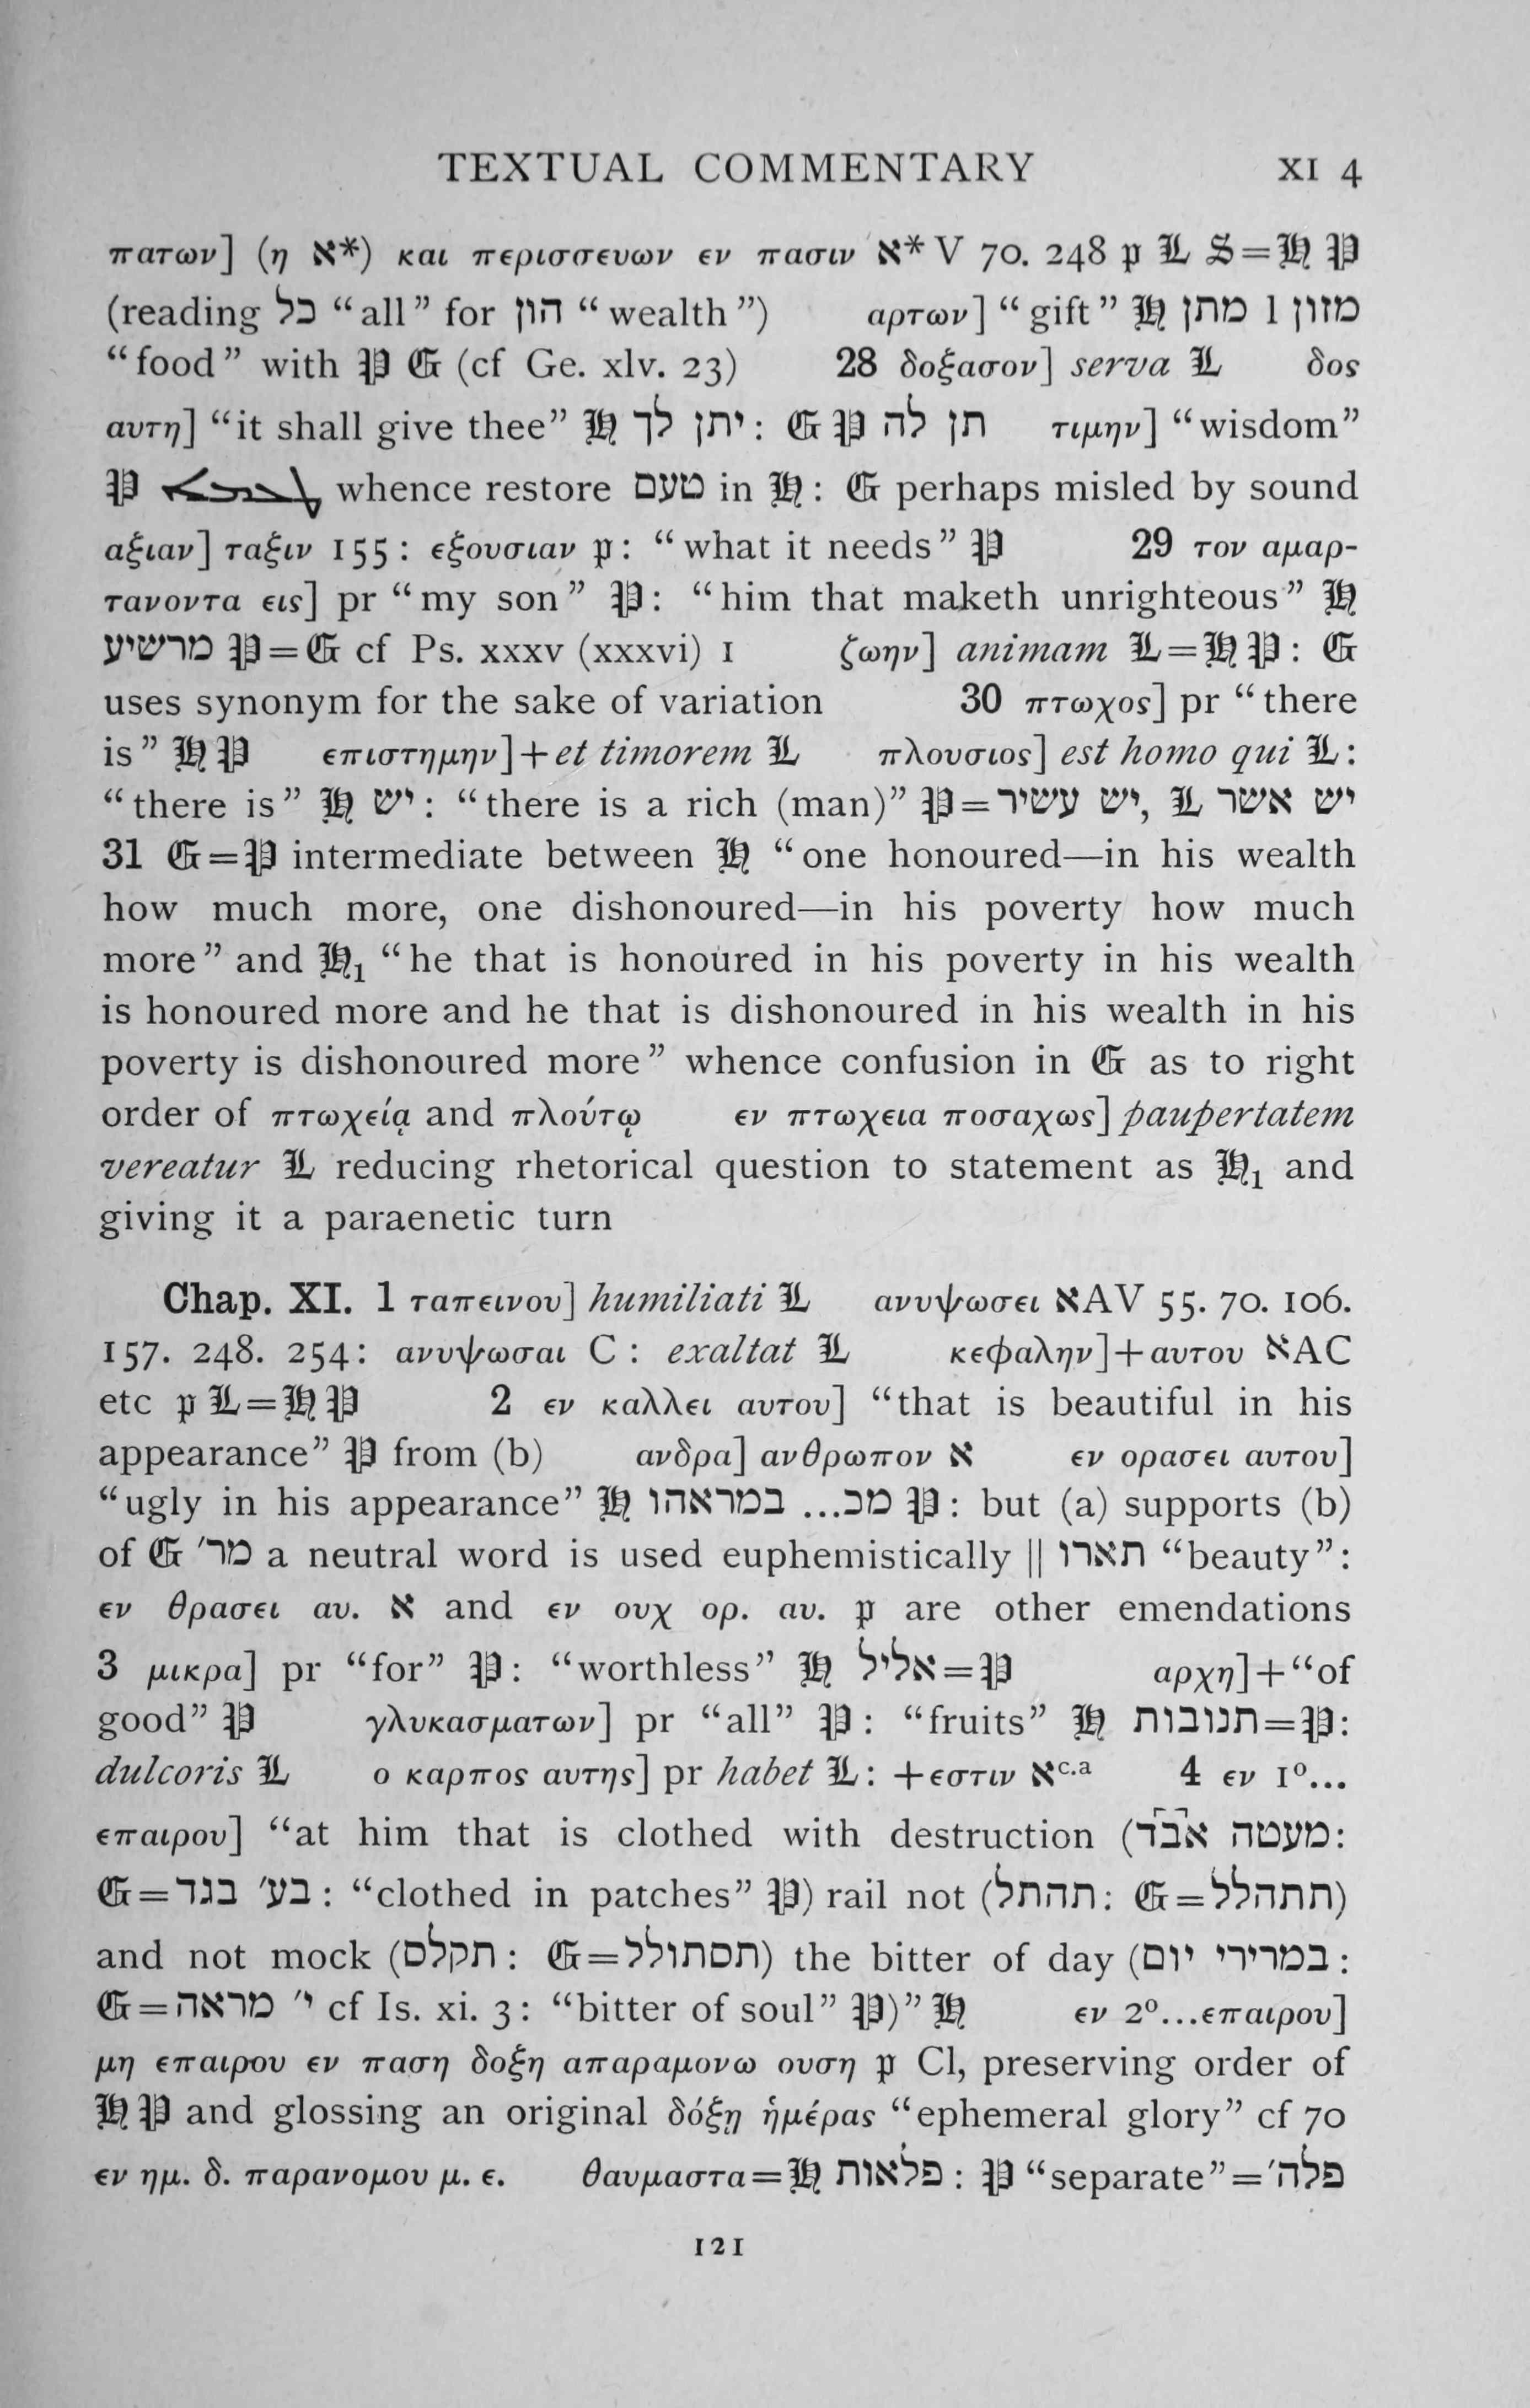 TEXTUAL COMMENTARY XI 4
πατων] (η א*) και περισσευων εν πασιν א* V 70. 248 𝔭 𝕷 𝕾=𝕳 𝕻
(reading כל “all” for הון “wealth”) αρτων] “gift” 𝕳 מתן l מזון
“food” with 𝕻 𝕲 (cf Ge. xlv. 23) 28 δοξασον] serva 𝕷 δος
αυτη] “it shall give thee” 𝕳 יתן לך: 𝕲 𝕻 תן לה τιμην] “wisdom”
𝕻 whence restore טעם in 𝕳: 𝕲 perhaps misled by sound
αξιαν] ταξιν 155: εξουσιαν 𝔭: “what it needs” 𝕻 29 τον αμαρ-
τανοντα εις] pr “my son” 𝕻: “him that maketh unrighteous” 𝕳
מרשיע 𝕻=𝕲 cf Ps. xxxv (xxxvi) 1 ζωην] animam 𝕷=𝕳 𝕻: 𝕲
uses synonym for the sake of variation 30 πτωχος] pr “there
is” 𝕳 𝕻 επιστημην]+et timorem 𝕷 πλουσιος] est homo qui 𝕷:
“there is” 𝕳 יש: “there is a rich (man)” 𝕻=יש עשיר, 𝕷 יש אשר
31 𝕲=𝕻 intermediate between 𝕳 “one honoured—in his wealth
how much more, one dishonoured—in his poverty how much
more” and 𝕳₁ “he that is honoured in his poverty in his wealth
is honoured more and he that is dishonoured in his wealth in his
poverty is dishonoured more” whence confusion in 𝕲 as to right
order of πτωχείᾳ and πλούτῳ εν πτωχεια ποσαχως] paupertatem
vereatur 𝕷 reducing rhetorical question to statement as 𝕳₁ and
giving it a paraenetic turn
Chap. XI. 1 ταπεινου] humiliati 𝕷 ανυψωσει אAV 55. 70. 106.
157. 248. 254: ανυψωσαι C: exaltat 𝕷 κεφαλην]+αυτου אAC
etc 𝔭 𝕷=𝕳 𝕻 2 εν καλλει αυτου] “that is beautiful in his
appearance” 𝕻 from (b) ανδρα] ανθρωπον א εν ορασει αυτου]
“ugly in his appearance” 𝕳 מכ... במראהו 𝕻: but (a) supports (b)
of 𝕲 מר׳ a neutral word is used euphemistically || תארו “beauty”:
εν θρασει αυ. א and εν ουχ ορ. αυ. 𝔭 are other emendations
3 μικρα] pr “for” 𝕻: “worthless” 𝕳 אליל=𝕻 αρχη]+“of
good” 𝕻 γλυκασματων] pr “all” 𝕻: “fruits” 𝕳 תנובות=𝕻:
dulcoris 𝕷 ο καρπος αυτης] pr habet 𝕷: +εστιν אᶜ·ᵃ 4 εν 1º...
επαιρου] “at him that is clothed with destruction (מעטה אבד:
𝕲=בע׳ בגד: “clothed in patches” 𝕻) rail not (תהתל: 𝕲=תתהלל)
and not mock (תקלס: 𝕲=תסתולל) the bitter of day (במרירי יום:
𝕲=מראה י׳ cf Is. xi. 3: “bitter of soul” 𝕻)” 𝕳 εν 2º...επαιρου]
μη επαιρου εν παση δοξη απαραμονω ουση 𝔭 Cl, preserving order of
𝕳 𝕻 and glossing an original δόξῃ ἡμέρας “ephemeral glory” cf 70
εν ημ. δ. παρανομου μ. ε. θαυμαστα=𝕳 פלאות: 𝕻 “separate”=פלה׳
121